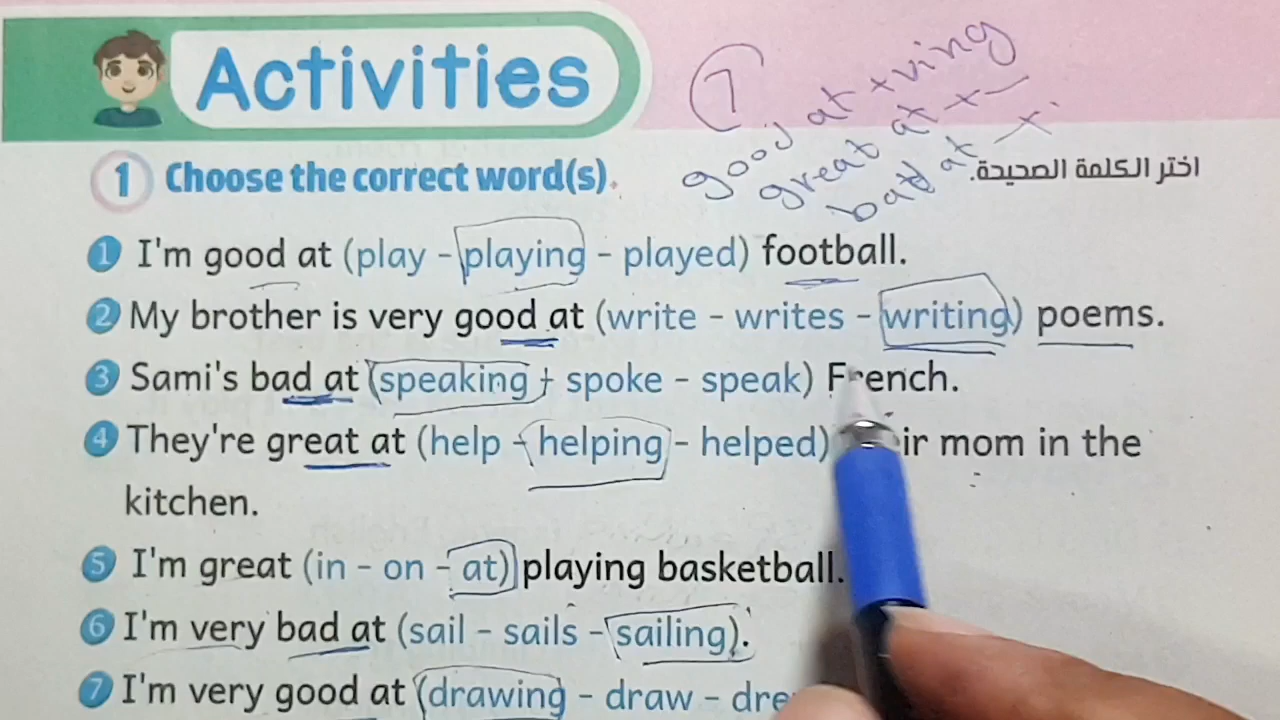 Activities
7
good at + ving
great at +
bad at +
1 Choose the correct word(s). اختر الكلمة الصحيحة.
1 I'm good at (play - playing - played) football.
2 My brother is very good at (write - writes - writing) poems.
3 Sami's bad at (speaking - spoke - speak) French.
4 They're great at (help - helping - helped) mom in the
kitchen.
5 I'm great (in - on - at) playing basketball.
6 I'm very bad at (sail - sails - sailing).
7 I'm very good at (drawing - draw -